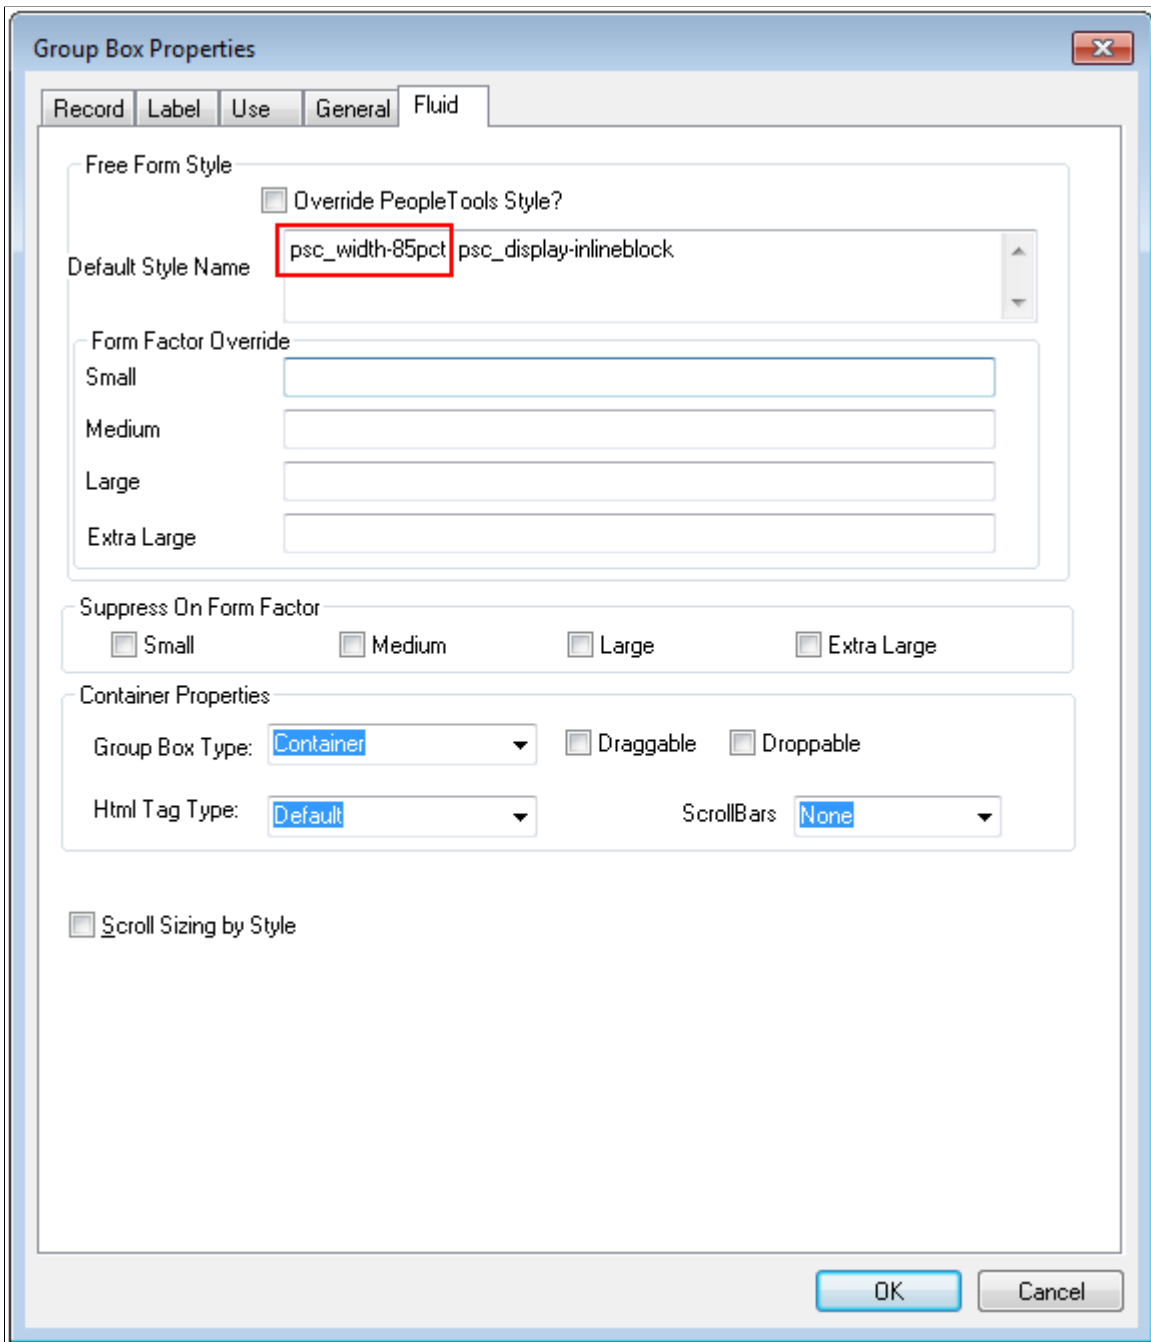 Group Box Properties
Record Label Use General Fluid
Free Form Style
Override PeopleTools Style?
Default Style Name psc_width-85pct psc_display-inlineblock
Form Factor Override
Small
Medium
Large
Extra Large
Suppress On Form Factor
Small Medium Large Extra Large
Container Properties
Group Box Type: Container Draggable Droppable
Html Tag Type: Default ScrollBars None
Scroll Sizing by Style
OK Cancel